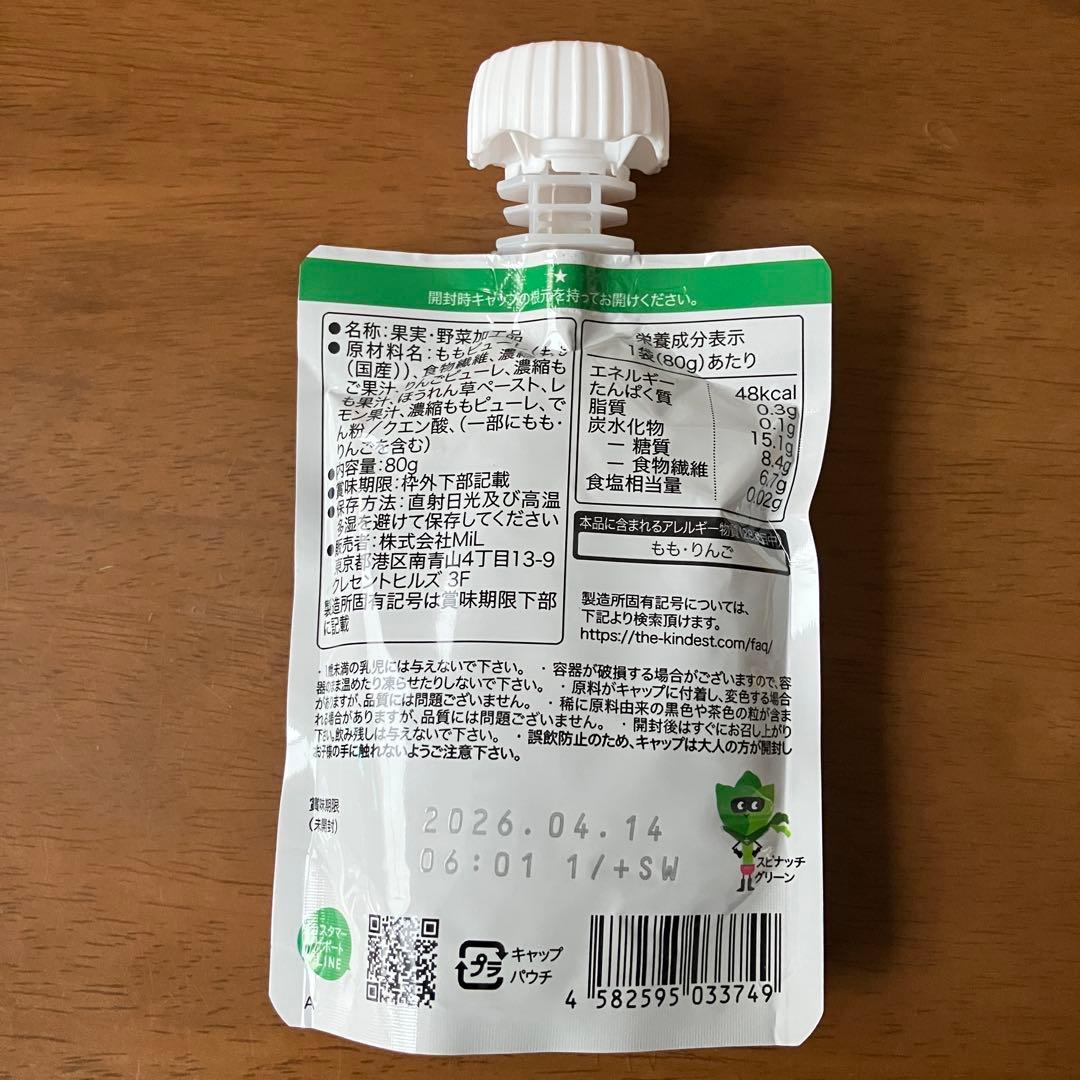 ★
開封時キャップの根元を持ってお開けください。
●名称:果実・野菜加工品
●原材料名:ももピューレ
(国産))、食物繊維、濃縮
ご果汁、りんごピューレ、濃縮も
も果汁、ほうれん草ペースト、レ
モン果汁、濃縮ももピューレ、で
ん粉/クエン酸、(一部にもも・
りんごを含む)
●内容量:80g
●賞味期限:枠外下部記載
●保存方法:直射日光及び高温
多湿を避けて保存してください
●販売者:株式会社MiL
東京都港区南青山4丁目13-9
クレセントヒルズ 3F
製造所固有記号は賞味期限下部
に記載
栄養成分表示
1袋(80g)あたり
エネルギー 48kcal
たんぱく質 0.3g
脂質 0.1g
炭水化物 15.1g
ー 糖質 8.4g
ー 食物繊維 6.7g
食塩相当量 0.02g
本品に含まれるアレルギー物質
もも・りんご
製造所固有記号については、
下記より検索頂けます。
https://the-kindest.com/faq/
・1歳未満の乳児には与えないで下さい。 ・容器が破損する場合がございますので、容
器のまま温めたり凍らせたりしないで下さい。 ・原料がキャップに付着し、変色する場合
がありますが、品質には問題ございません。 ・稀に原料由来の黒色や茶色の粒が含ま
れる場合がありますが、品質には問題ございません。 ・開封後はすぐにお召し上がり
下さい。飲み残しは与えないで下さい。 ・誤飲防止のため、キャップは大人の方が開封し
お子様の手に触れないようご注意下さい。
賞味期限
(未開封)
2026.04.14
06:01 1/+SW
スピナッチ
グリーン
カスタマー
サポート
LINE
プラ
キャップ
パウチ
4 582595 033749
A